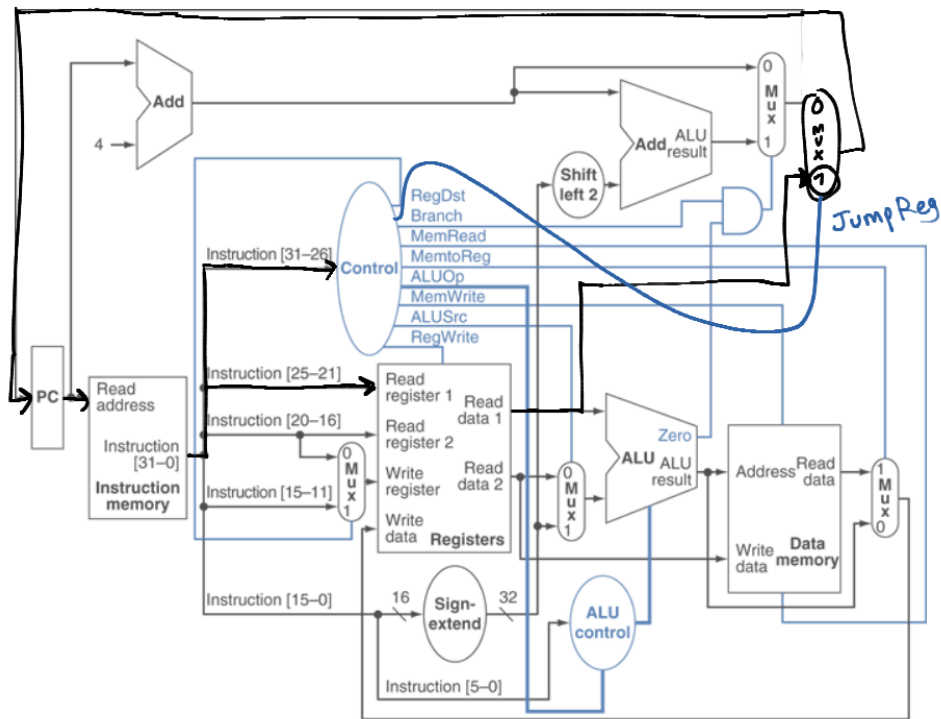 0
M
u
x
1
0
M
u
x
1
Add
4
Add
ALU
result
Shift
left 2
JumpReg
RegDst
Branch
MemRead
MemtoReg
ALUOp
MemWrite
ALUSrc
RegWrite
Control
Instruction [31–26]
Instruction [25–21]
Instruction [20–16]
Instruction [15–11]
Instruction [15–0]
Instruction [5–0]
PC
Read
address
Instruction
[31–0]
Instruction
memory
0
M
u
x
1
Read
register 1
Read
register 2
Write
register
Write
data
Read
data 1
Read
data 2
Registers
16
Sign-
extend
32
0
M
u
x
1
Zero
ALU
ALU
result
ALU
control
Address
Read
data
Write
data
Data
memory
1
M
u
x
0